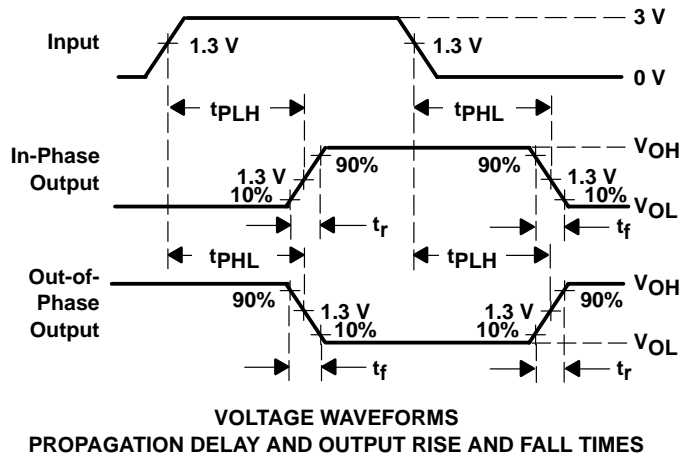 3 V
Input
1.3 V
1.3 V
0 V
tPLH
tPHL
In-Phase
Output
VOH
90%
90%
1.3 V
1.3 V
10%
10%
VOL
tr
tf
tPHL
tPLH
Out-of-
Phase
Output
VOH
90%
90%
1.3 V
1.3 V
10%
10%
VOL
tf
tr
VOLTAGE WAVEFORMS
PROPAGATION DELAY AND OUTPUT RISE AND FALL TIMES